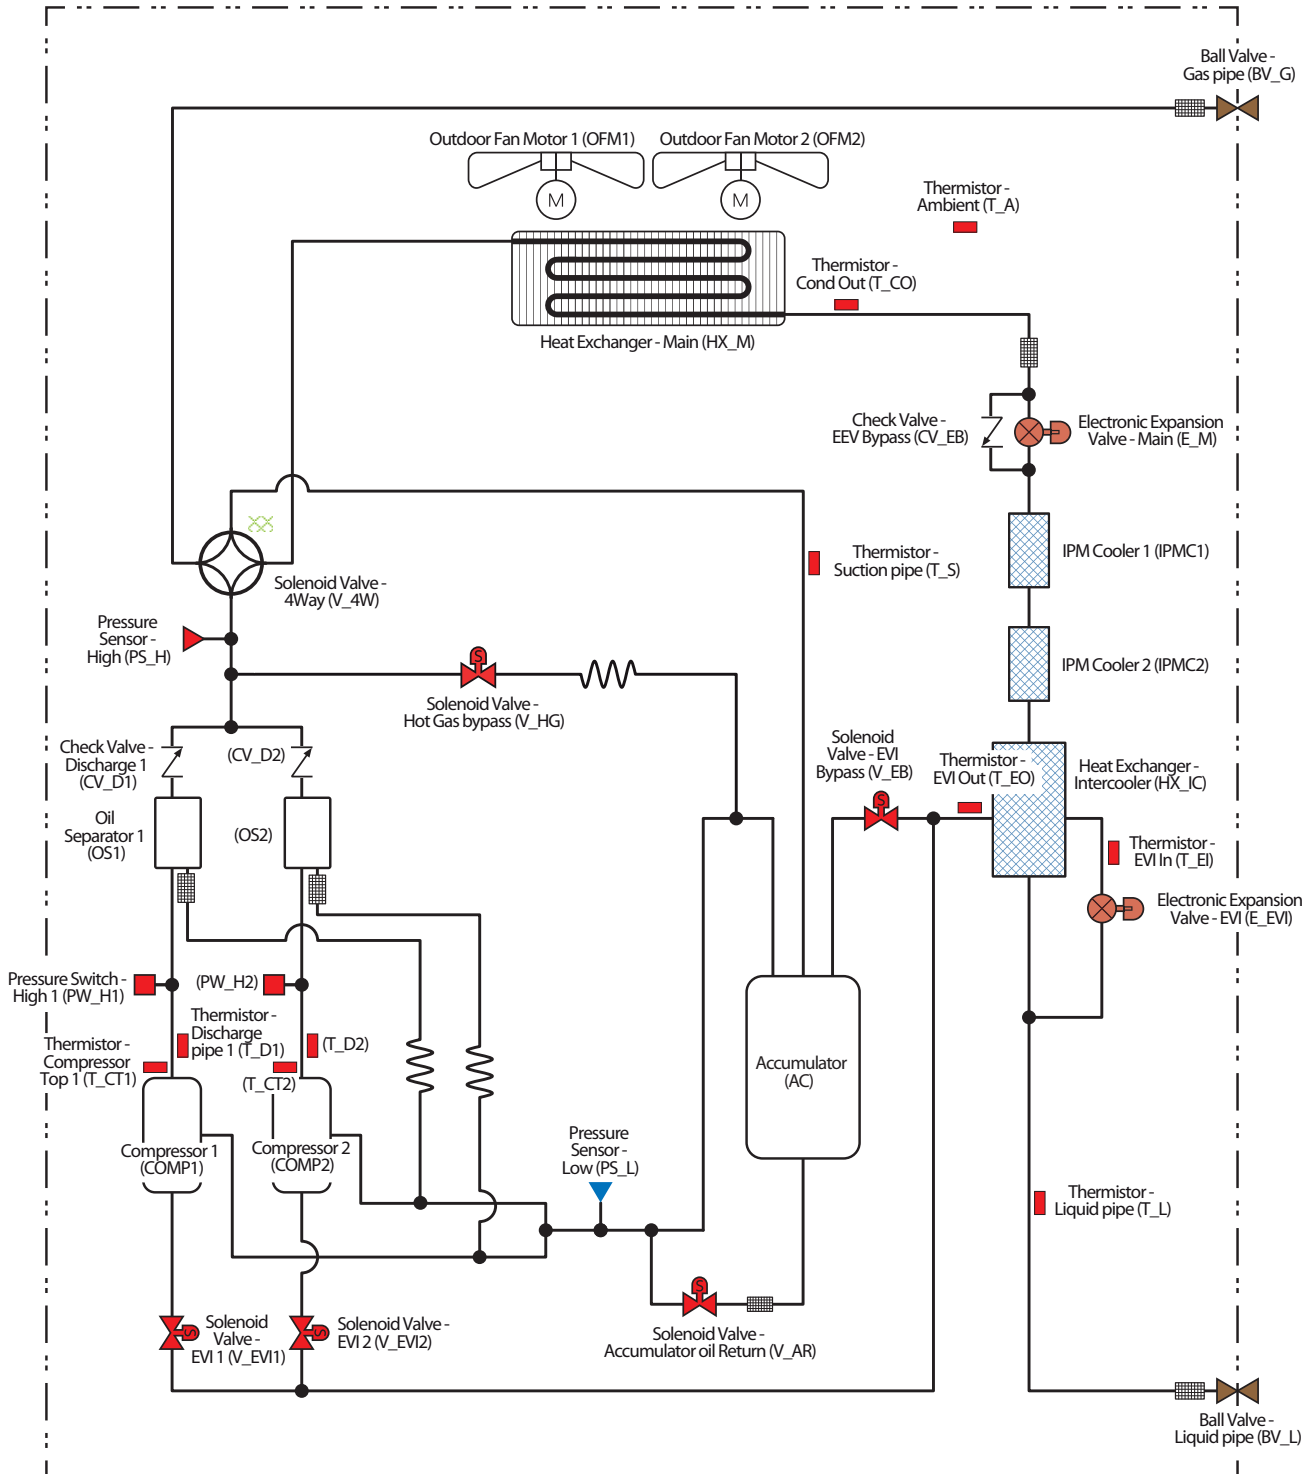 Ball Valve -
Gas pipe (BV_G)
Outdoor Fan Motor 1 (OFM1)
Outdoor Fan Motor 2 (OFM2)
M
M
Thermistor -
Ambient (T_A)
Thermistor -
Cond Out (T_CO)
Heat Exchanger - Main (HX_M)
Check Valve -
EEV Bypass (CV_EB)
Electronic Expansion
Valve - Main (E_M)
IPM Cooler 1 (IPMC1)
Thermistor -
Suction pipe (T_S)
Solenoid Valve -
4Way (V_4W)
Pressure
Sensor -
High (PS_H)
IPM Cooler 2 (IPMC2)
S
Solenoid Valve -
Hot Gas bypass (V_HG)
Check Valve -
Discharge 1
(CV_D1)
(CV_D2)
Solenoid
Valve - EVI
Bypass (V_EB)
S
Thermistor -
EVI Out (T_EO)
Heat Exchanger -
Intercooler (HX_IC)
Oil
Separator 1
(OS1)
(OS2)
Thermistor -
EVI In (T_EI)
Electronic Expansion
Valve - EVI (E_EVI)
Pressure Switch -
High 1 (PW_H1)
(PW_H2)
Thermistor -
Discharge
pipe 1 (T_D1)
(T_D2)
Thermistor -
Compressor
Top 1 (T_CT1)
(T_CT2)
Accumulator
(AC)
Compressor 1
(COMP1)
Compressor 2
(COMP2)
Pressure
Sensor -
Low (PS_L)
Thermistor -
Liquid pipe (T_L)
S
Solenoid Valve -
Accumulator oil Return (V_AR)
S
Solenoid
Valve -
EVI 1 (V_EVI1)
S
Solenoid Valve -
EVI 2 (V_EVI2)
Ball Valve -
Liquid pipe (BV_L)